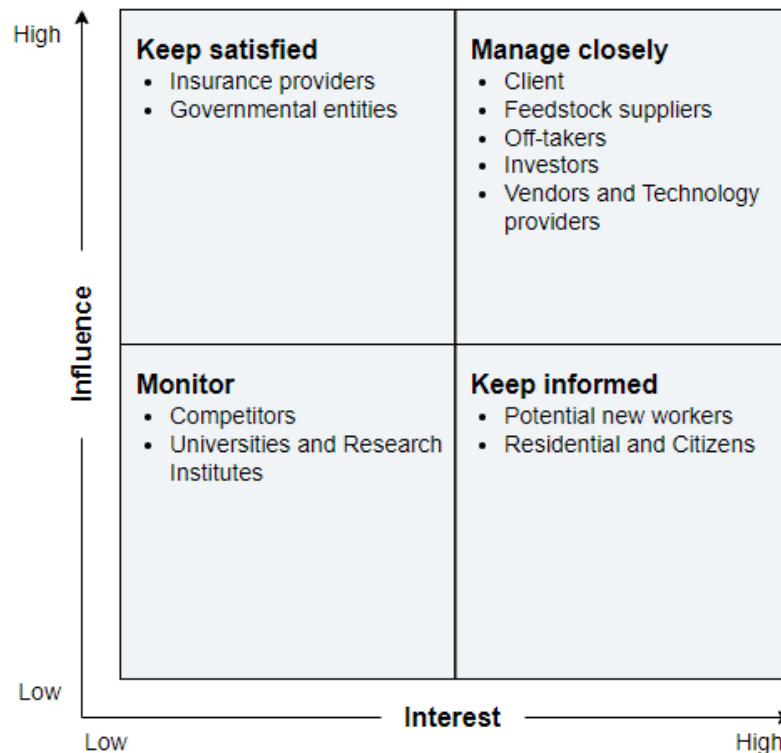 High
Keep satisfied
• Insurance providers
• Governmental entities
Manage closely
• Client
• Feedstock suppliers
• Off-takers
• Investors
• Vendors and Technology
providers
Influence
Monitor
• Competitors
• Universities and Research
Institutes
Keep informed
• Potential new workers
• Residential and Citizens
Low
Interest
Low
High